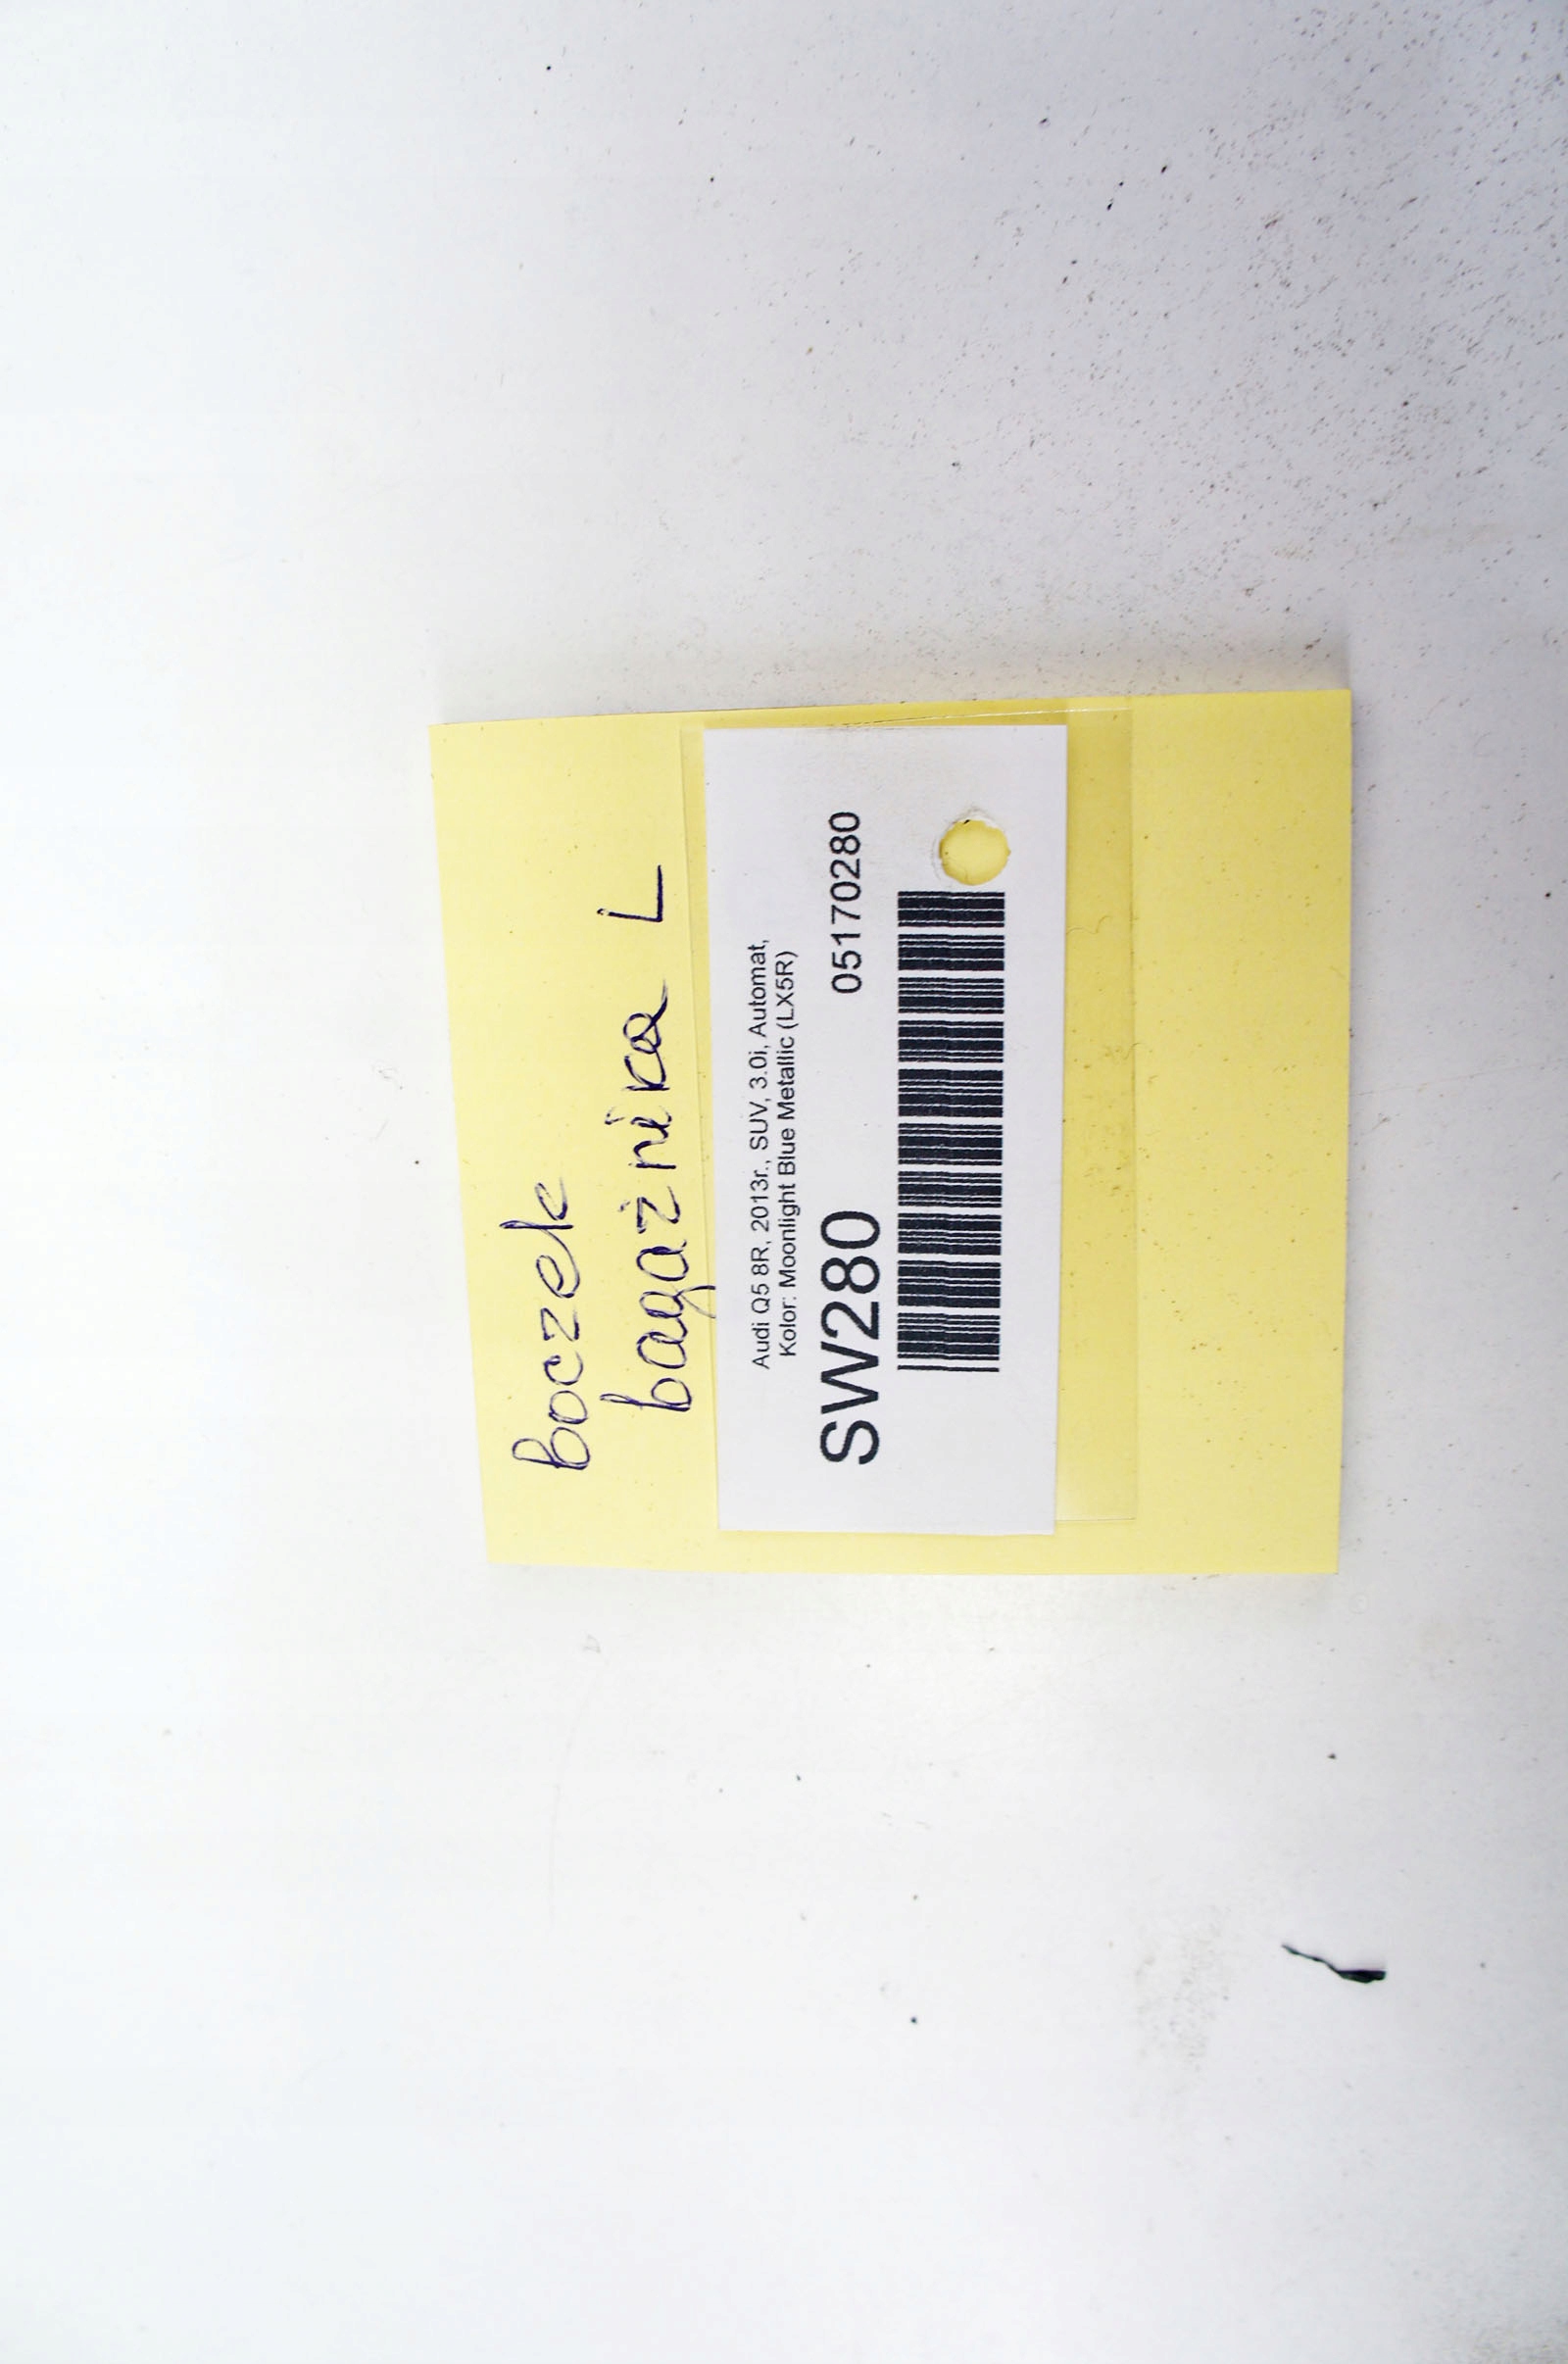 boczek
bagażnika L
Audi Q5 8R, 2013r., SUV, 3.0i, Automat,
Kolor: Moonlight Blue Metallic (LX5R)
SW280 05170280